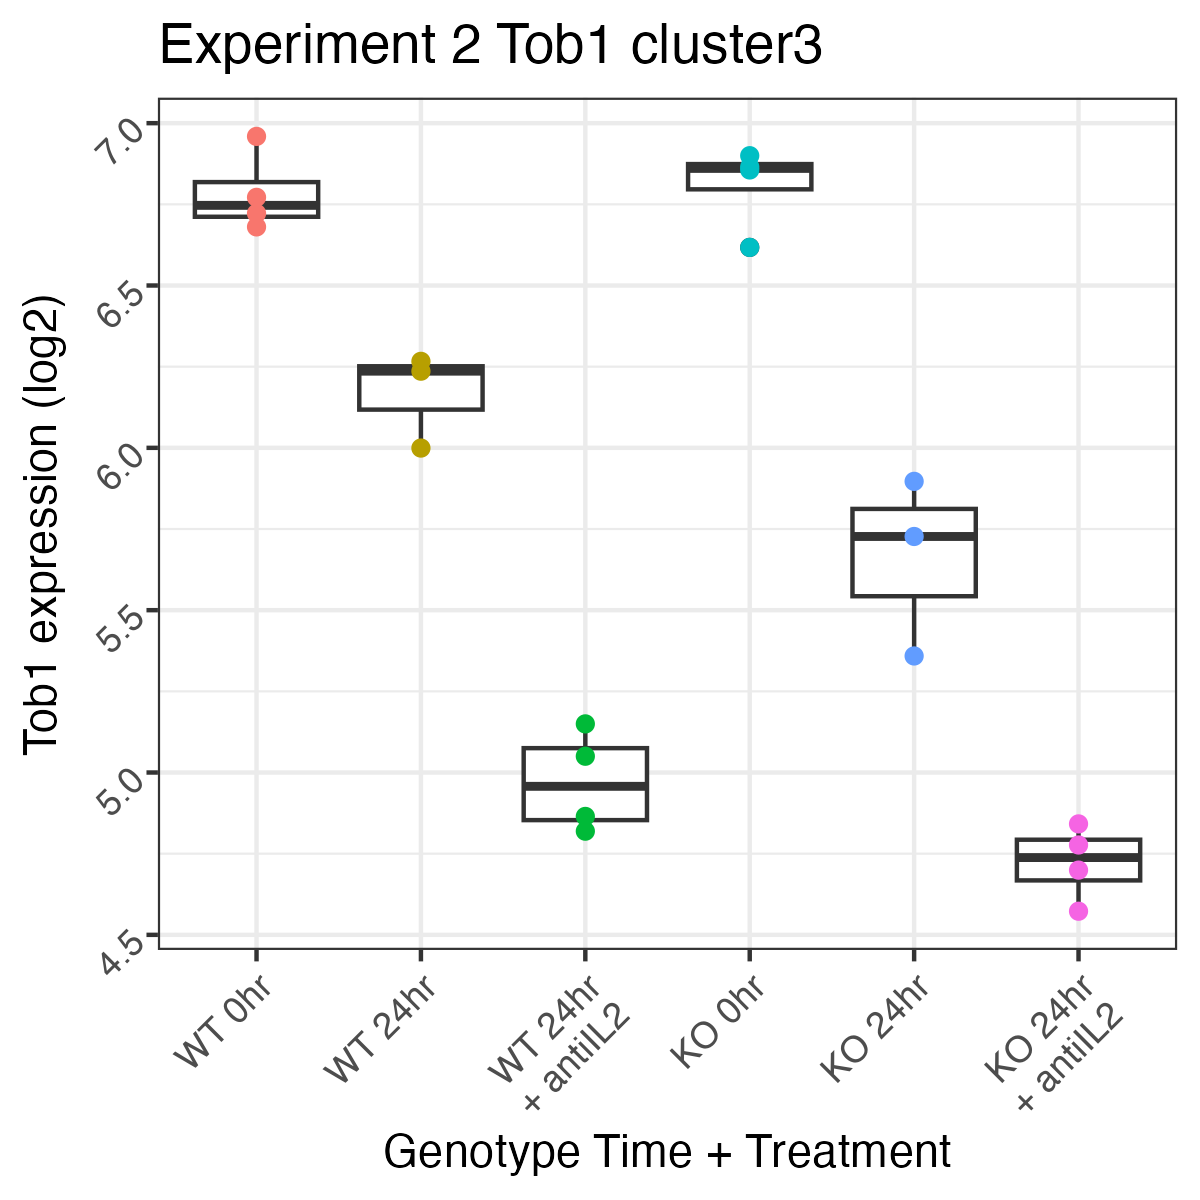 Experiment 2 Tob1 cluster3
Tob1 expression (log2)
7.0
6.5
6.0
5.5
5.0
4.5
WT 0hr
WT 24hr
WT 24hr
+ antiIL2
KO 0hr
KO 24hr
KO 24hr
+ antiIL2
Genotype Time + Treatment